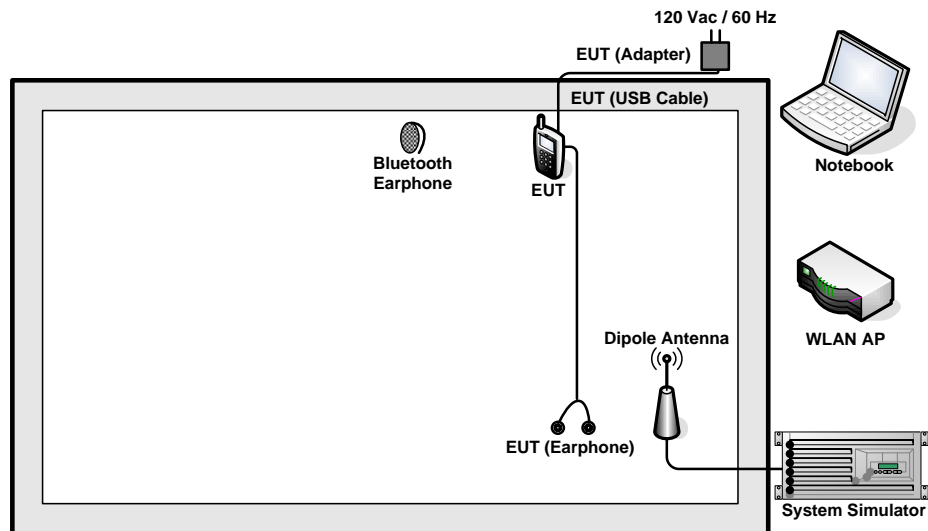 120 Vac / 60 Hz
EUT (Adapter)
EUT (USB Cable)
Bluetooth
Earphone
EUT
Notebook
WLAN AP
Dipole Antenna
EUT (Earphone)
System Simulator